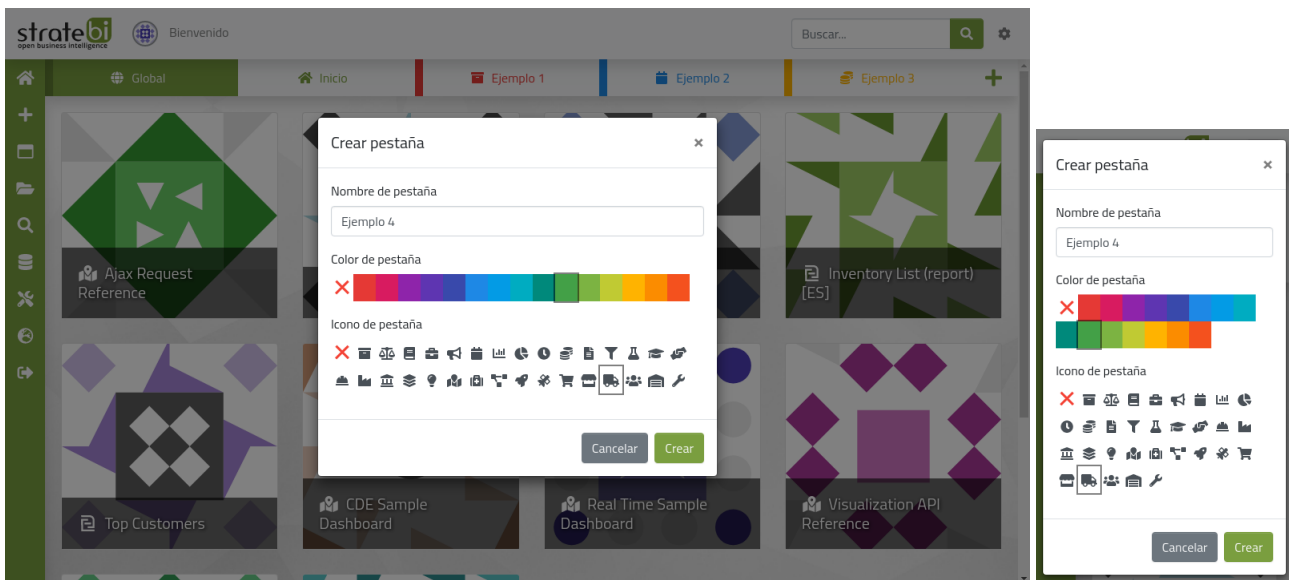 stratebi
open business intelligence
Bienvenido
Buscar...
Global
Inicio
Ejemplo 1
Ejemplo 2
Ejemplo 3
Crear pestaña
Nombre de pestaña
Ejemplo 4
Color de pestaña
Icono de pestaña
Cancelar
Crear
Ajax Request
Reference
Inventory List (report)
[ES]
Top Customers
CDE Sample
Dashboard
Real Time Sample
Dashboard
Visualization API
Reference
Crear pestaña
Nombre de pestaña
Ejemplo 4
Color de pestaña
Icono de pestaña
Cancelar
Crear